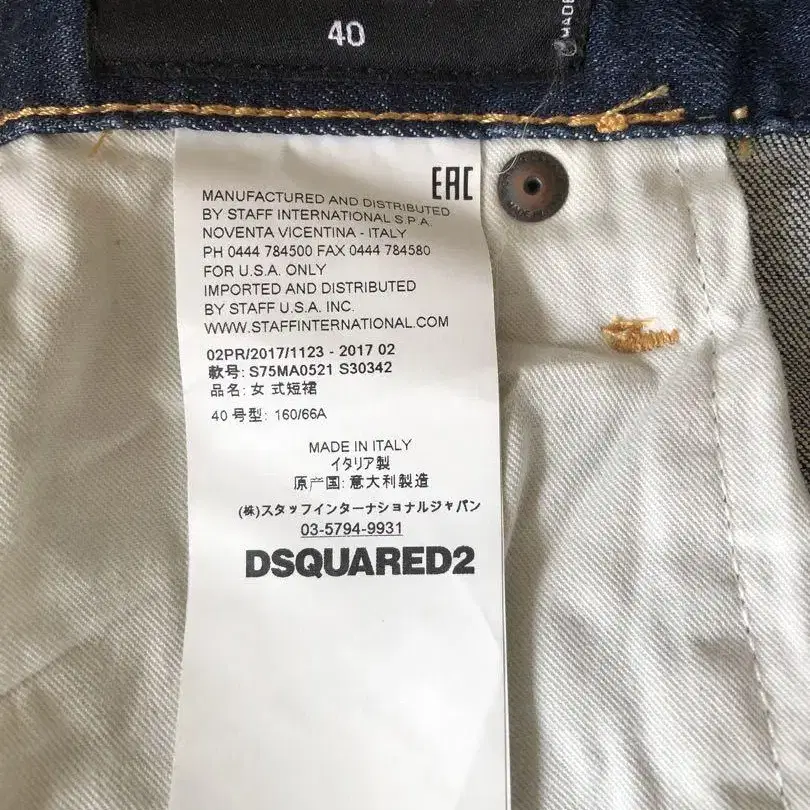 40
MADE
EAC
MANUFACTURED AND DISTRIBUTED
BY STAFF INTERNATIONAL S.P.A.
NOVENTA VICENTINA - ITALY
PH 0444 784500 FAX 0444 784580
FOR U.S.A. ONLY
IMPORTED AND DISTRIBUTED
BY STAFF U.S.A. INC.
WWW.STAFFINTERNATIONAL.COM
02PR/2017/1123 - 2017 02
軟号: S75MA0521 S30342
品名: 女 式短裙
40 号型: 160/66A
MADE IN ITALY
イタリア製
原产国: 意大利製造
(株)スタッフインターナショナルジャパン
03-5794-9931
DSQUARED2